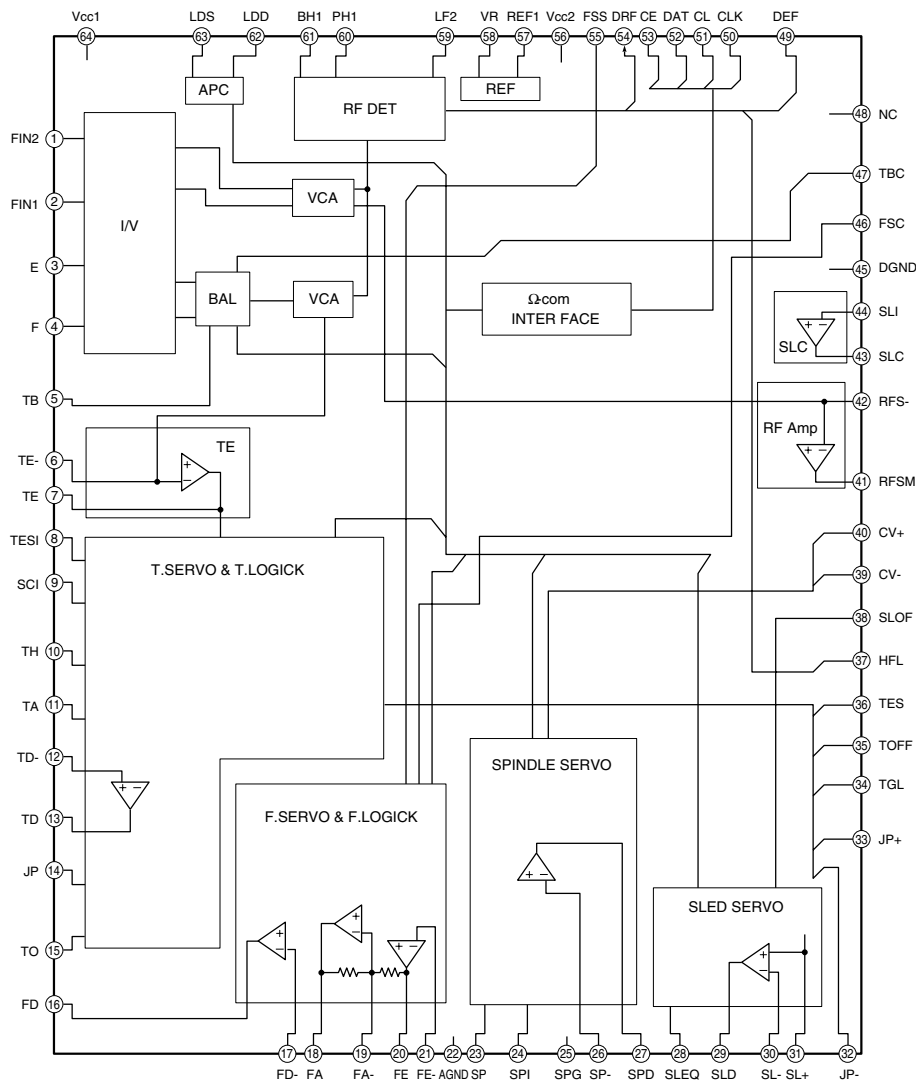 Vcc1 LDS LDD BH1 PH1 LF2 VR REF1 Vcc2 FSS DRF CE DAT CL CLK DEF
64 63 62 61 60 59 58 57 56 55 54 53 52 51 50 49
APC
RF DET
REF
FIN2 1
FIN1 2
E 3
F 4
TB 5
TE- 6
TE 7
TESI 8
SCI 9
TH 10
TA 11
TD- 12
TD 13
JP 14
TO 15
FD 16
I/V
VCA
BAL
VCA
Ω-com
INTER FACE
+ -
SLC
RF Amp
+ -
TE
+
-
T.SERVO & T.LOGICK
+ -
F.SERVO & F.LOGICK
+
-
+
-
+ -
SPINDLE SERVO
+ -
SLED SERVO
+
-
48 NC
47 TBC
46 FSC
45 DGND
44 SLI
43 SLC
42 RFS-
41 RFSM
40 CV+
39 CV-
38 SLOF
37 HFL
36 TES
35 TOFF
34 TGL
33 JP+
17 18 19 20 21 22 23 24 25 26 27 28 29 30 31 32
FD- FA FA- FE FE- AGND SP SPI SPG SP- SPD SLEQ SLD SL- SL+ JP-